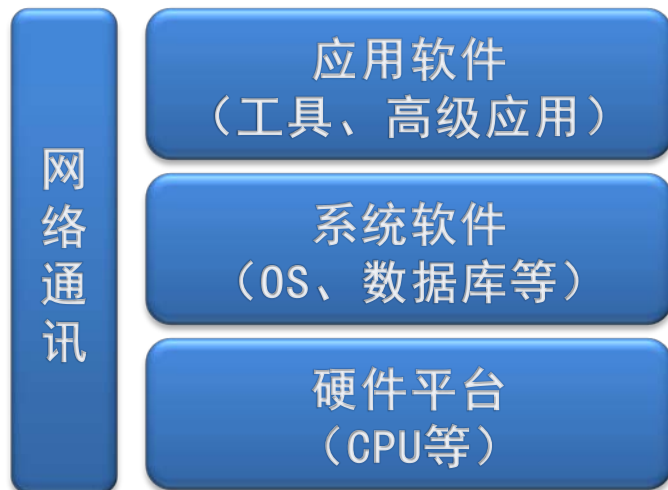 网络通讯
应用软件
（工具、高级应用）
系统软件
（OS、数据库等）
硬件平台
（CPU等）